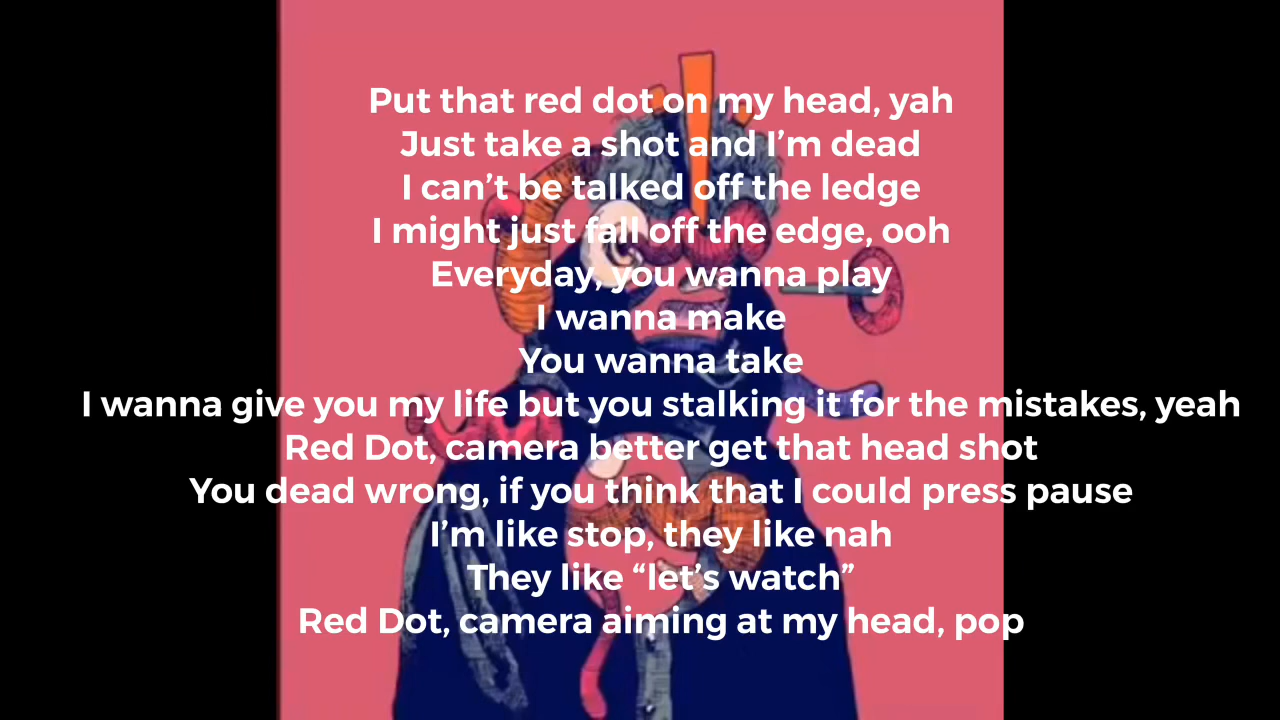 Put that red dot on my head, yah
Just take a shot and I’m dead
I can’t be talked off the ledge
I might just fall off the edge, ooh
Everyday, you wanna play
I wanna make
You wanna take
I wanna give you my life but you stalking it for the mistakes, yeah
Red Dot, camera better get that head shot
You dead wrong, if you think that I could press pause
I’m like stop, they like nah
They like “let’s watch”
Red Dot, camera aiming at my head, pop